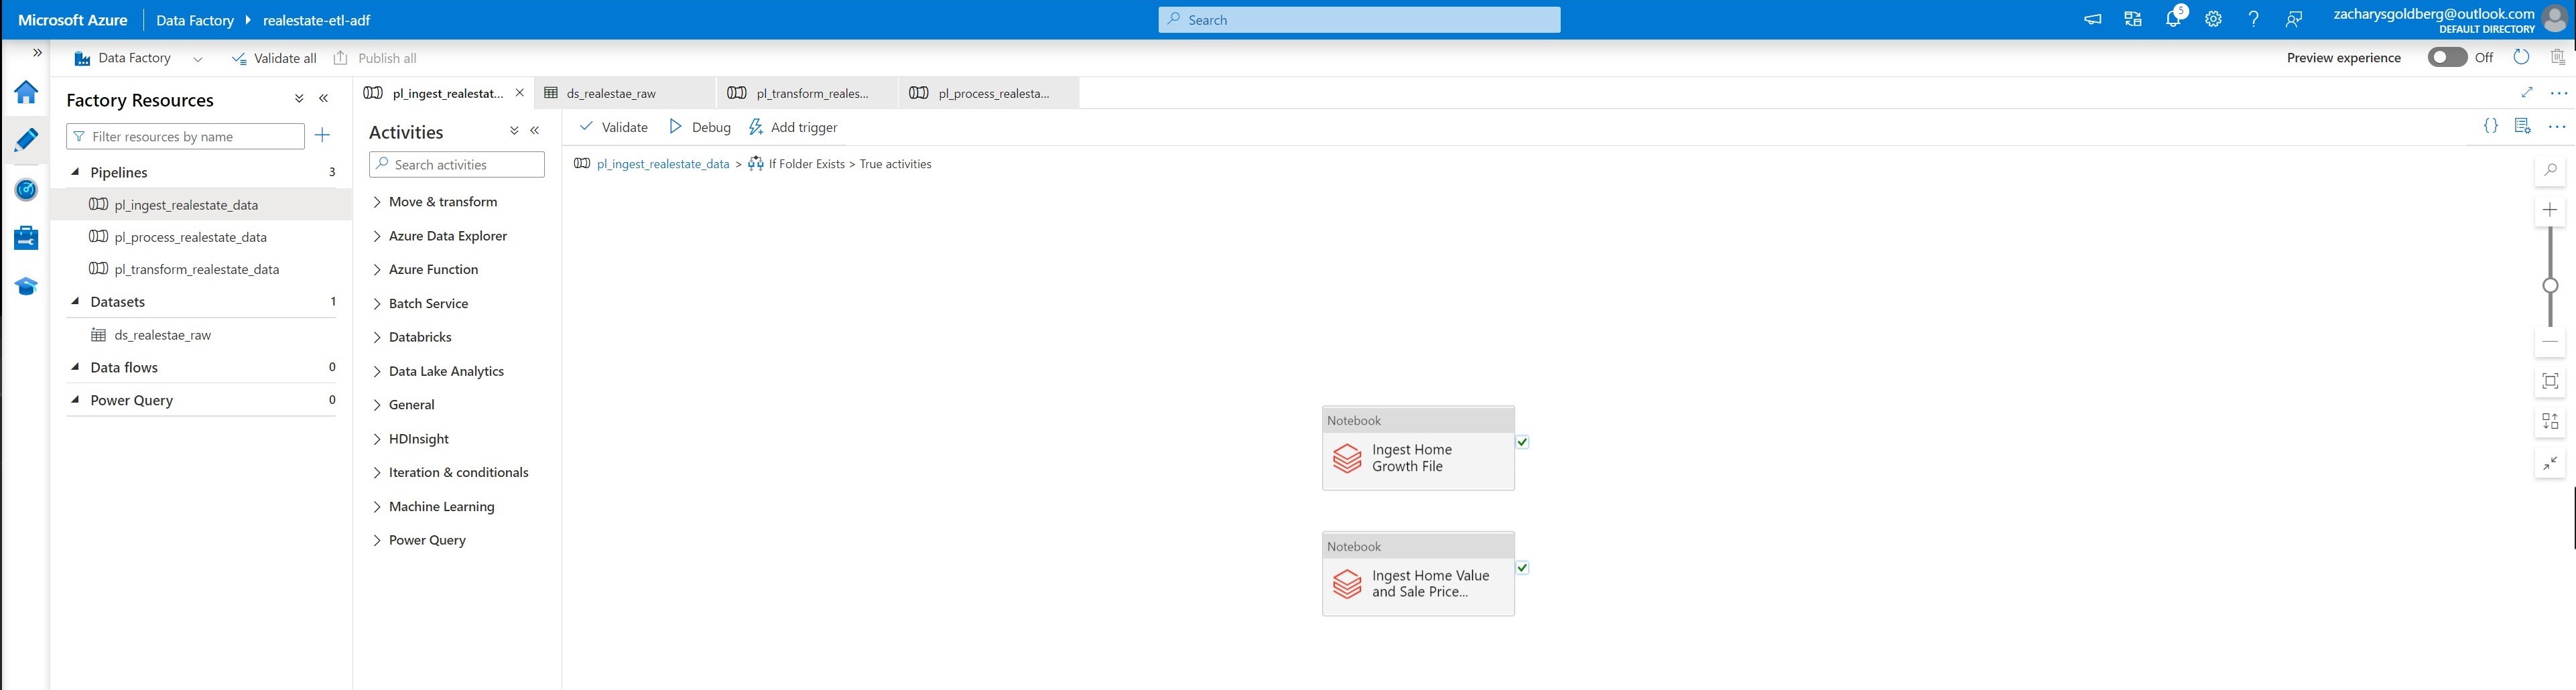 Microsoft Azure
Data Factory
realestate-etl-adf
Search
5
zacharysgoldberg@outlook.com
DEFAULT DIRECTORY
Data Factory
Validate all
Publish all
Preview experience
Off
Factory Resources
Filter resources by name
Pipelines 3
pl_ingest_realestate_data
pl_process_realestate_data
pl_transform_realestate_data
Datasets 1
ds_realestae_raw
Data flows 0
Power Query 0
pl_ingest_realestat...
ds_realestae_raw
pl_transform_reales...
pl_process_realesta...
Activities
Search activities
Move & transform
Azure Data Explorer
Azure Function
Batch Service
Databricks
Data Lake Analytics
General
HDInsight
Iteration & conditionals
Machine Learning
Power Query
Validate
Debug
Add trigger
pl_ingest_realestate_data > If Folder Exists > True activities
Notebook
Ingest Home
Growth File
Notebook
Ingest Home Value
and Sale Price...